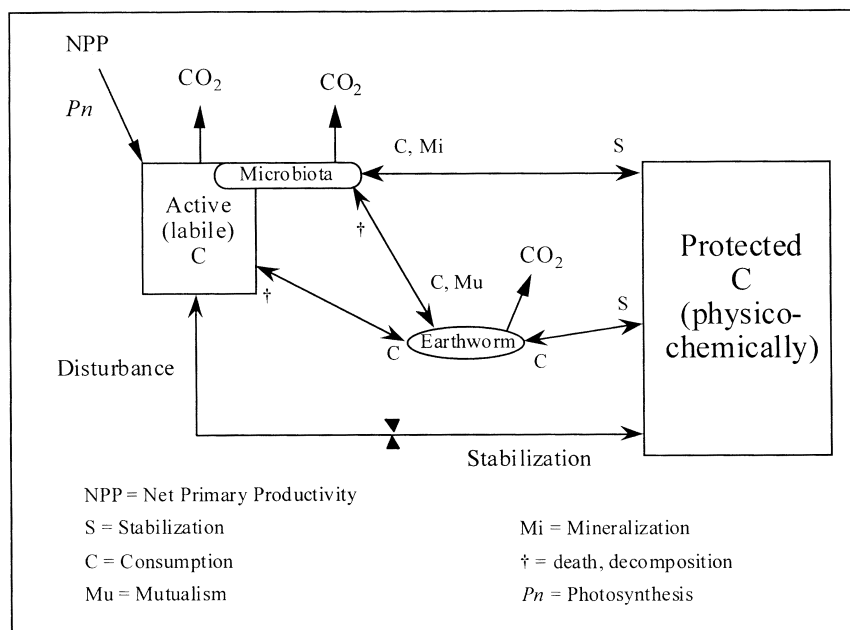 NPP
CO2
CO2
Pn
C, Mi
S
Microbiota
Active
(labile)
C
†
Protected
C
(physico-
chemically)
CO2
C, Mu
†
S
C
Earthworm
C
Disturbance
Stabilization
NPP = Net Primary Productivity
S = Stabilization
Mi = Mineralization
C = Consumption
† = death, decomposition
Mu = Mutualism
Pn = Photosynthesis